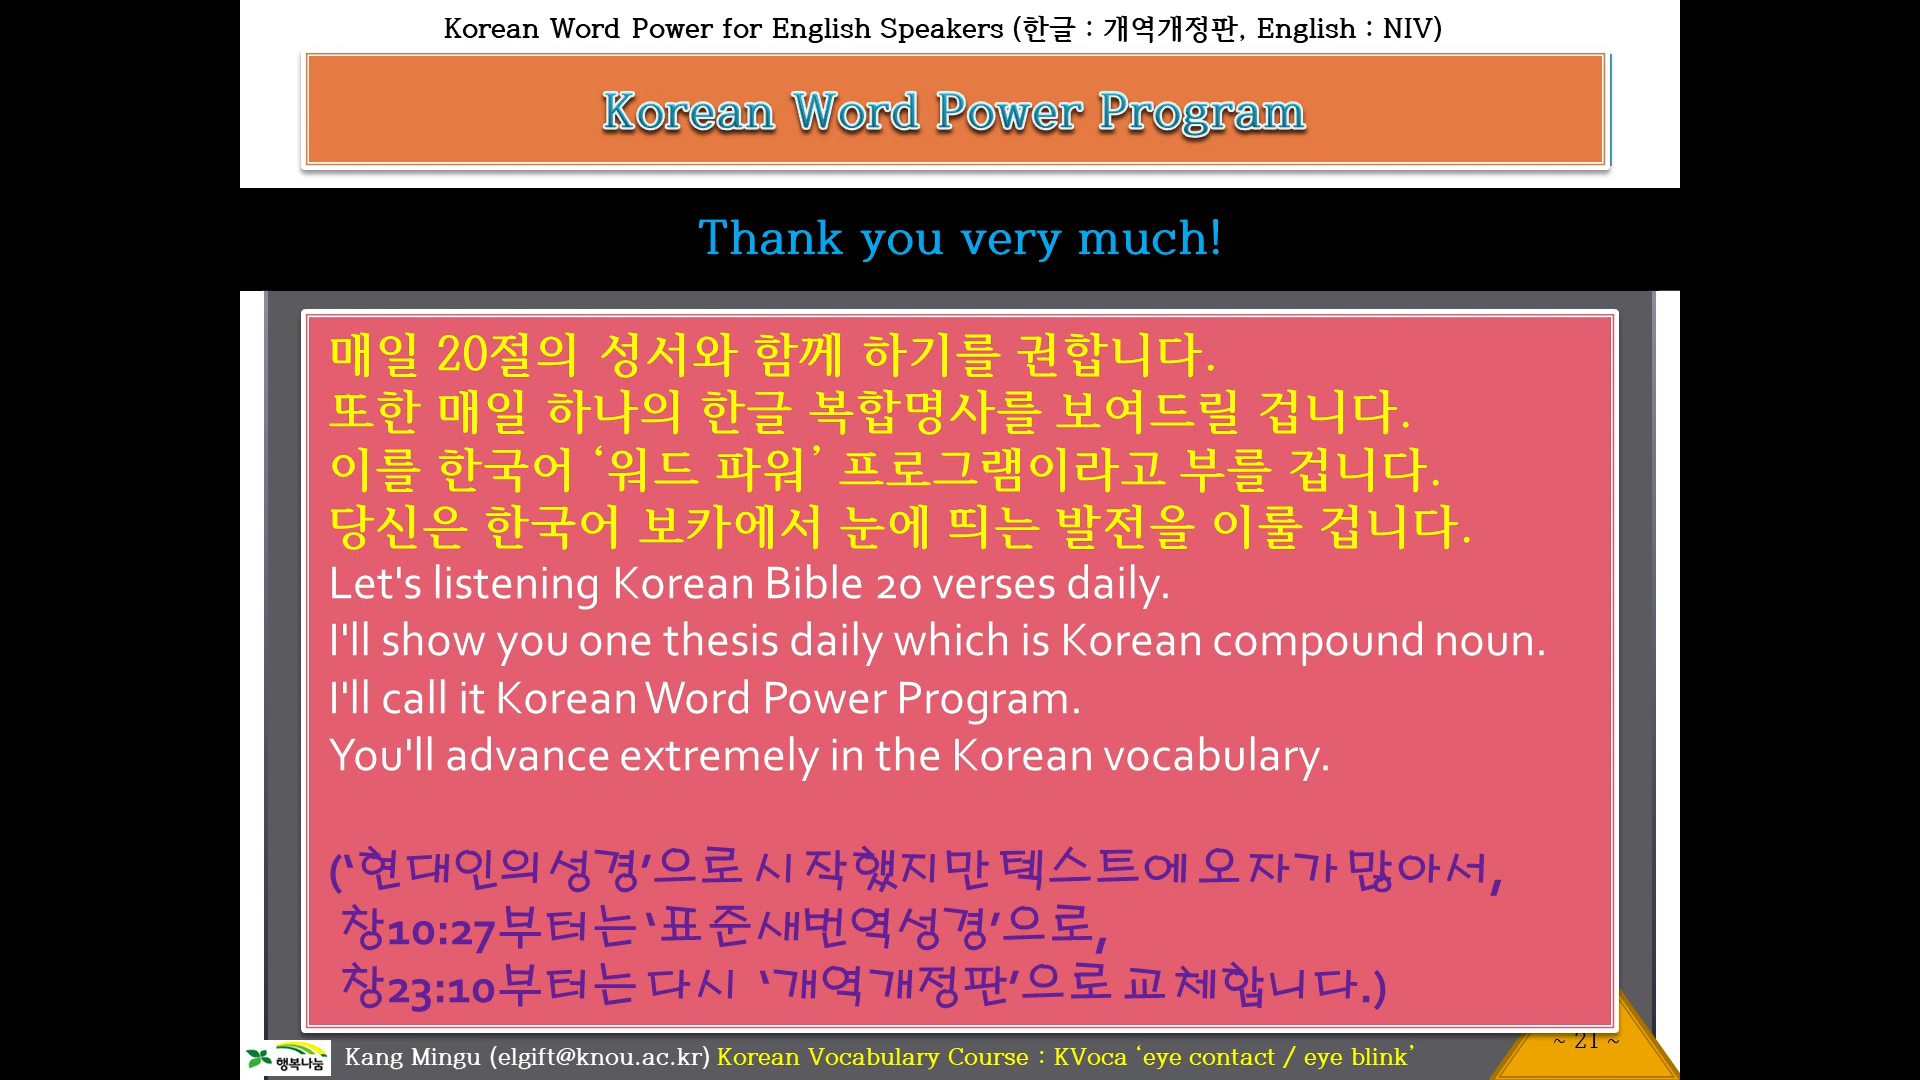 Korean Word Power for English Speakers (한글 : 개역개정판, English : NIV)
Korean Word Power Program
Thank you very much!
매일 20절의 성서와 함께 하기를 권합니다.
또한 매일 하나의 한글 복합명사를 보여드릴 겁니다.
이를 한국어 ‘워드 파워’ 프로그램이라고 부를 겁니다.
당신은 한국어 보카에서 눈에 띄는 발전을 이룰 겁니다.
Let's listening Korean Bible 20 verses daily.
I'll show you one thesis daily which is Korean compound noun.
I'll call it Korean Word Power Program.
You'll advance extremely in the Korean vocabulary.
(‘현대인의성경’으로 시작했지만 텍스트에 오자가 많아서,
창10:27부터는 ‘표준새번역성경’으로,
창23:10부터는 다시 ‘개역개정판’으로 교체합니다.)
행복나눔 Kang Mingu (elgift@knou.ac.kr) Korean Vocabulary Course : KVoca ‘eye contact / eye blink’
~ 21 ~